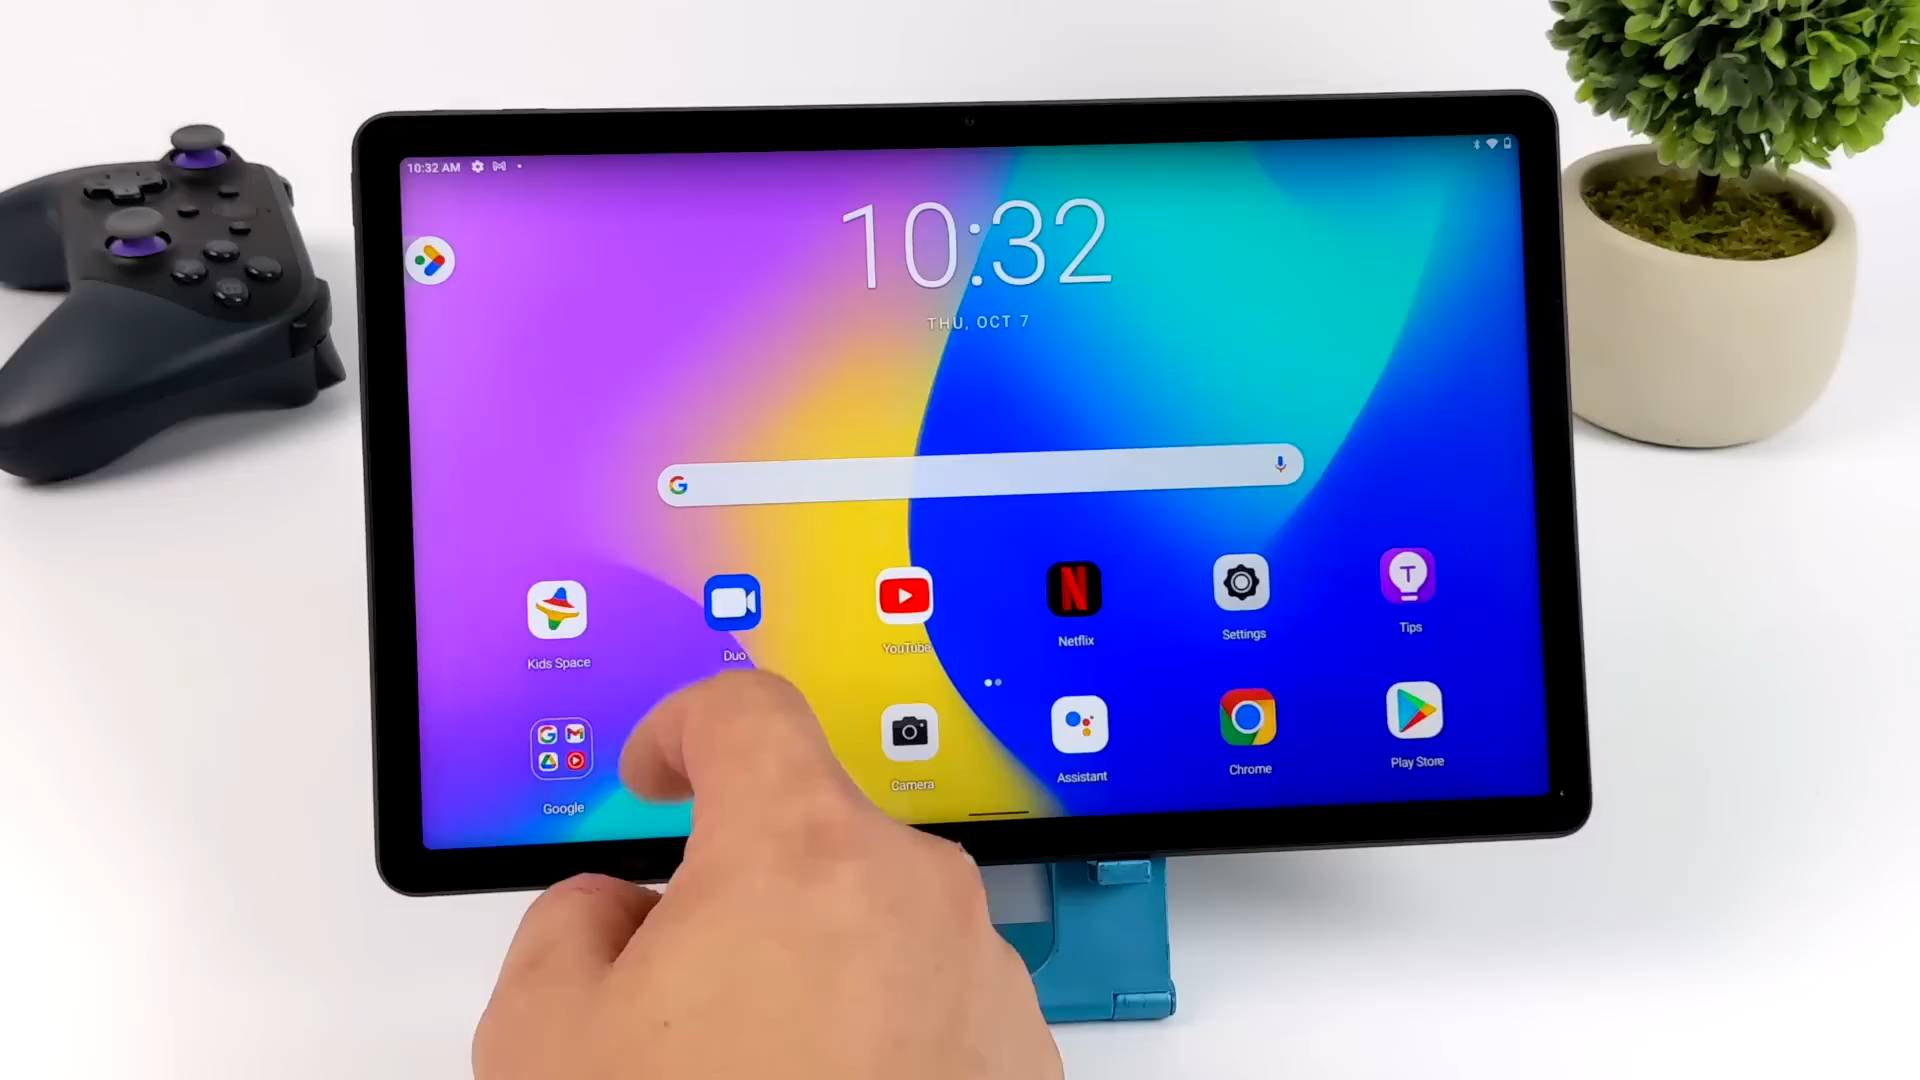 10:32 AM
10:32
THU, OCT 7
Kids Space
Duo
YouTube
Netflix
Settings
Tips
Google
Camera
Assistant
Chrome
Play Store